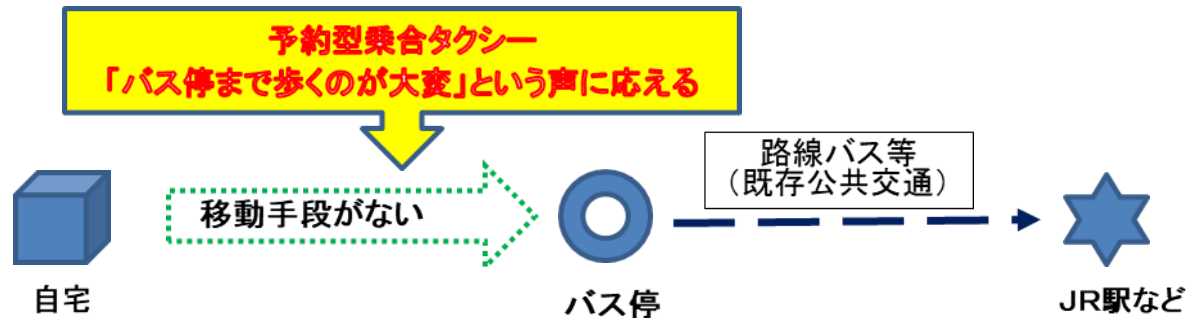 予約型乗合タクシー
「バス停まで歩くのが大変」という声に応える
路線バス等
（既存公共交通）
移動手段がない
自宅
バス停
JR駅など